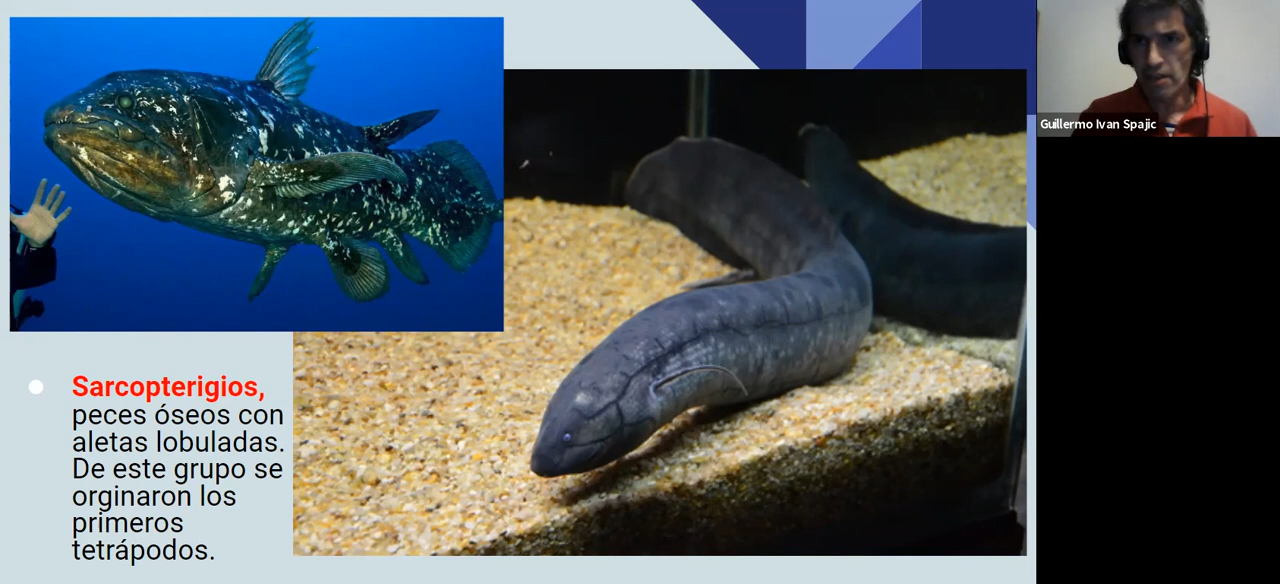 Guillermo Ivan Spajic
Sarcopterigios,
peces óseos con
aletas lobuladas.
De este grupo se
orginaron los
primeros
tetrápodos.